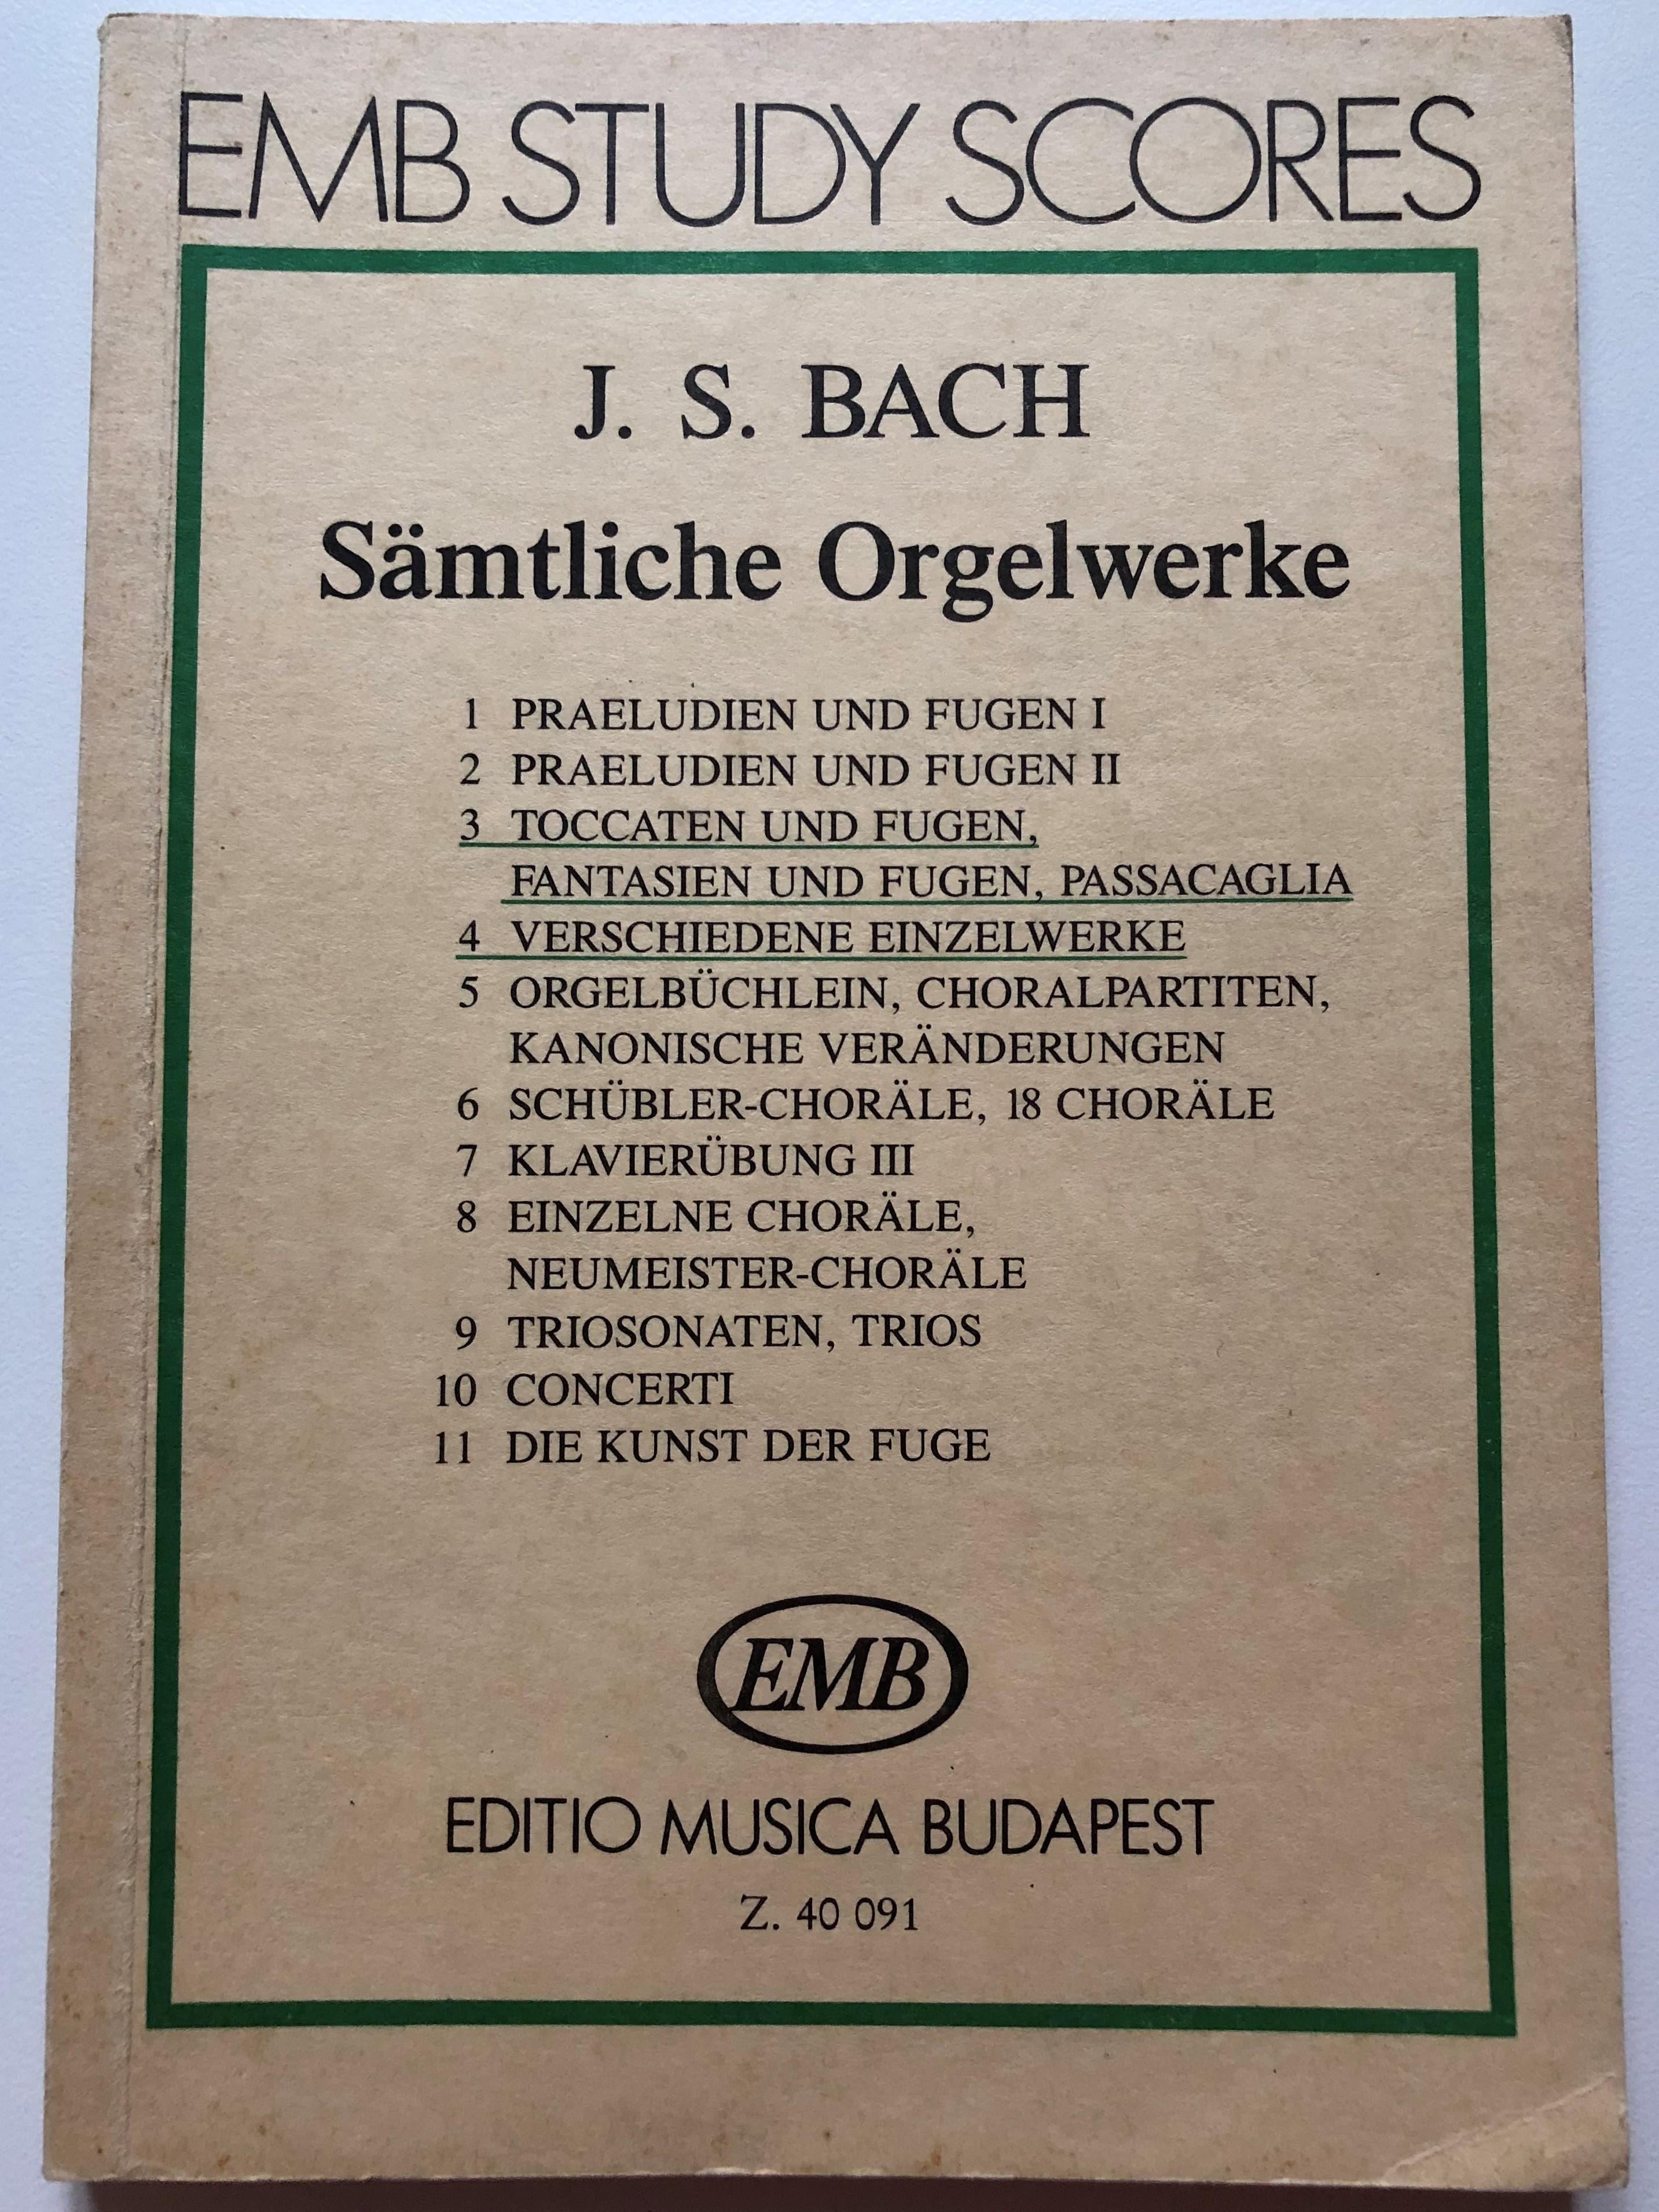 EMB STUDY SCORES
J. S. BACH
Sämtliche Orgelwerke
1 PRAELUDIEN UND FUGEN I
2 PRAELUDIEN UND FUGEN II
3 TOCCATEN UND FUGEN,
FANTASIEN UND FUGEN, PASSACAGLIA
4 VERSCHIEDENE EINZELWERKE
5 ORGELBÜCHLEIN, CHORALPARTITEN,
KANONISCHE VERÄNDERUNGEN
6 SCHÜBLER-CHORÄLE, 18 CHORÄLE
7 KLAVIERÜBUNG III
8 EINZELNE CHORÄLE,
NEUMEISTER-CHORÄLE
9 TRIOSONATEN, TRIOS
10 CONCERTI
11 DIE KUNST DER FUGE
EMB
EDITIO MUSICA BUDAPEST
Z. 40 091